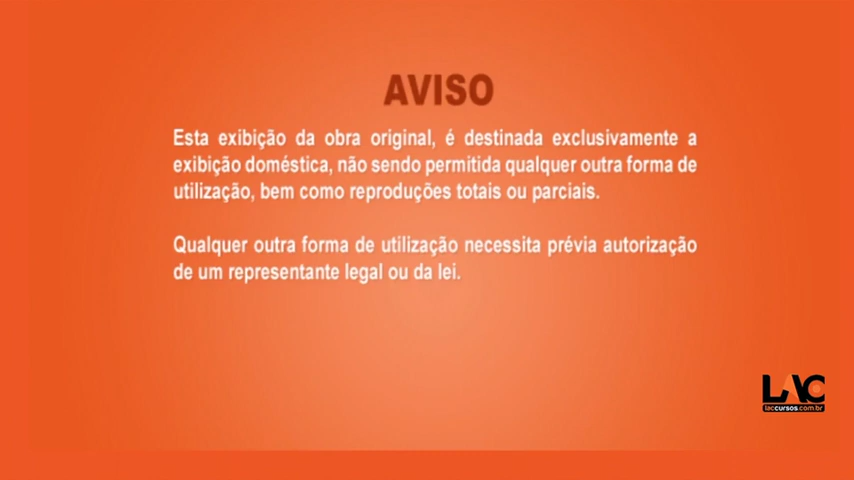 AVISO
Esta exibição da obra original, é destinada exclusivamente a
exibição doméstica, não sendo permitida qualquer outra forma de
utilização, bem como reproduções totais ou parciais.
Qualquer outra forma de utilização necessita prévia autorização
de um representante legal ou da lei.
LAC
laccursos.com.br